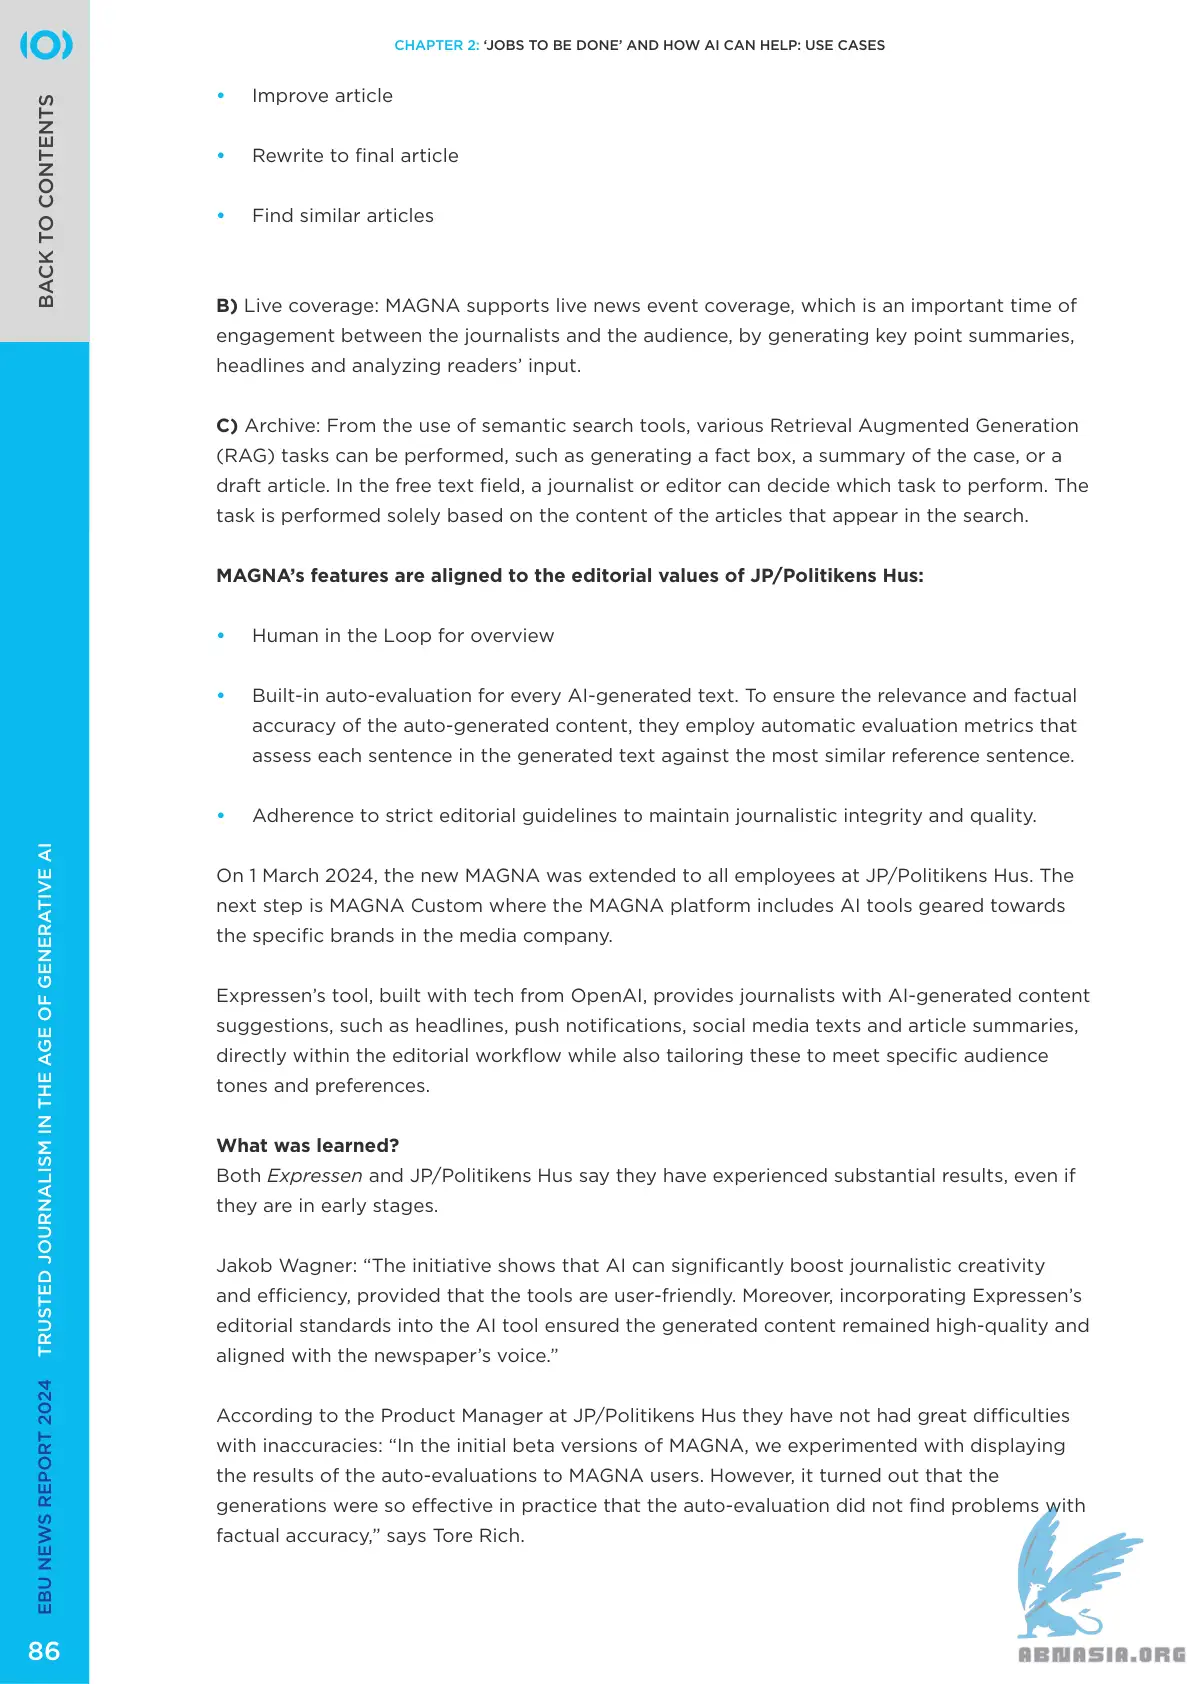 CHAPTER 2: ‘JOBS TO BE DONE’ AND HOW AI CAN HELP: USE CASES
BACK TO CONTENTS
• Improve article
• Rewrite to final article
• Find similar articles
B) Live coverage: MAGNA supports live news event coverage, which is an important time of
engagement between the journalists and the audience, by generating key point summaries,
headlines and analyzing readers’ input.
C) Archive: From the use of semantic search tools, various Retrieval Augmented Generation
(RAG) tasks can be performed, such as generating a fact box, a summary of the case, or a
draft article. In the free text field, a journalist or editor can decide which task to perform. The
task is performed solely based on the content of the articles that appear in the search.
MAGNA’s features are aligned to the editorial values of JP/Politikens Hus:
• Human in the Loop for overview
• Built-in auto-evaluation for every AI-generated text. To ensure the relevance and factual
accuracy of the auto-generated content, they employ automatic evaluation metrics that
assess each sentence in the generated text against the most similar reference sentence.
• Adherence to strict editorial guidelines to maintain journalistic integrity and quality.
On 1 March 2024, the new MAGNA was extended to all employees at JP/Politikens Hus. The
next step is MAGNA Custom where the MAGNA platform includes AI tools geared towards
the specific brands in the media company.
Expressen’s tool, built with tech from OpenAI, provides journalists with AI-generated content
suggestions, such as headlines, push notifications, social media texts and article summaries,
directly within the editorial workflow while also tailoring these to meet specific audience
tones and preferences.
What was learned?
Both Expressen and JP/Politikens Hus say they have experienced substantial results, even if
they are in early stages.
Jakob Wagner: “The initiative shows that AI can significantly boost journalistic creativity
and efficiency, provided that the tools are user-friendly. Moreover, incorporating Expressen’s
editorial standards into the AI tool ensured the generated content remained high-quality and
aligned with the newspaper’s voice.”
According to the Product Manager at JP/Politikens Hus they have not had great difficulties
with inaccuracies: “In the initial beta versions of MAGNA, we experimented with displaying
the results of the auto-evaluations to MAGNA users. However, it turned out that the
generations were so effective in practice that the auto-evaluation did not find problems with
factual accuracy,” says Tore Rich.
EBU NEWS REPORT 2024 TRUSTED JOURNALISM IN THE AGE OF GENERATIVE AI
86
ABNASIA.ORG